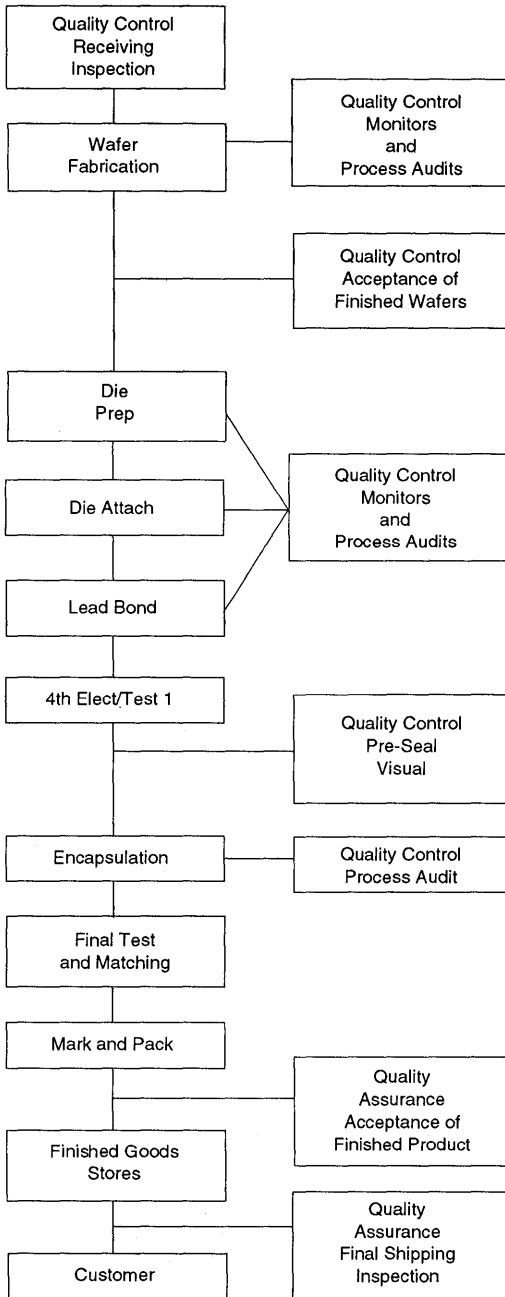 Quality Control
Receiving
Inspection
Wafer
Fabrication
Quality Control
Monitors
and
Process Audits
Quality Control
Acceptance of
Finished Wafers
Die
Prep
Die Attach
Lead Bond
Quality Control
Monitors
and
Process Audits
4th Elect/Test 1
Quality Control
Pre-Seal
Visual
Encapsulation
Quality Control
Process Audit
Final Test
and Matching
Mark and Pack
Quality
Assurance
Acceptance of
Finished Product
Finished Goods
Stores
Quality
Assurance
Final Shipping
Inspection
Customer